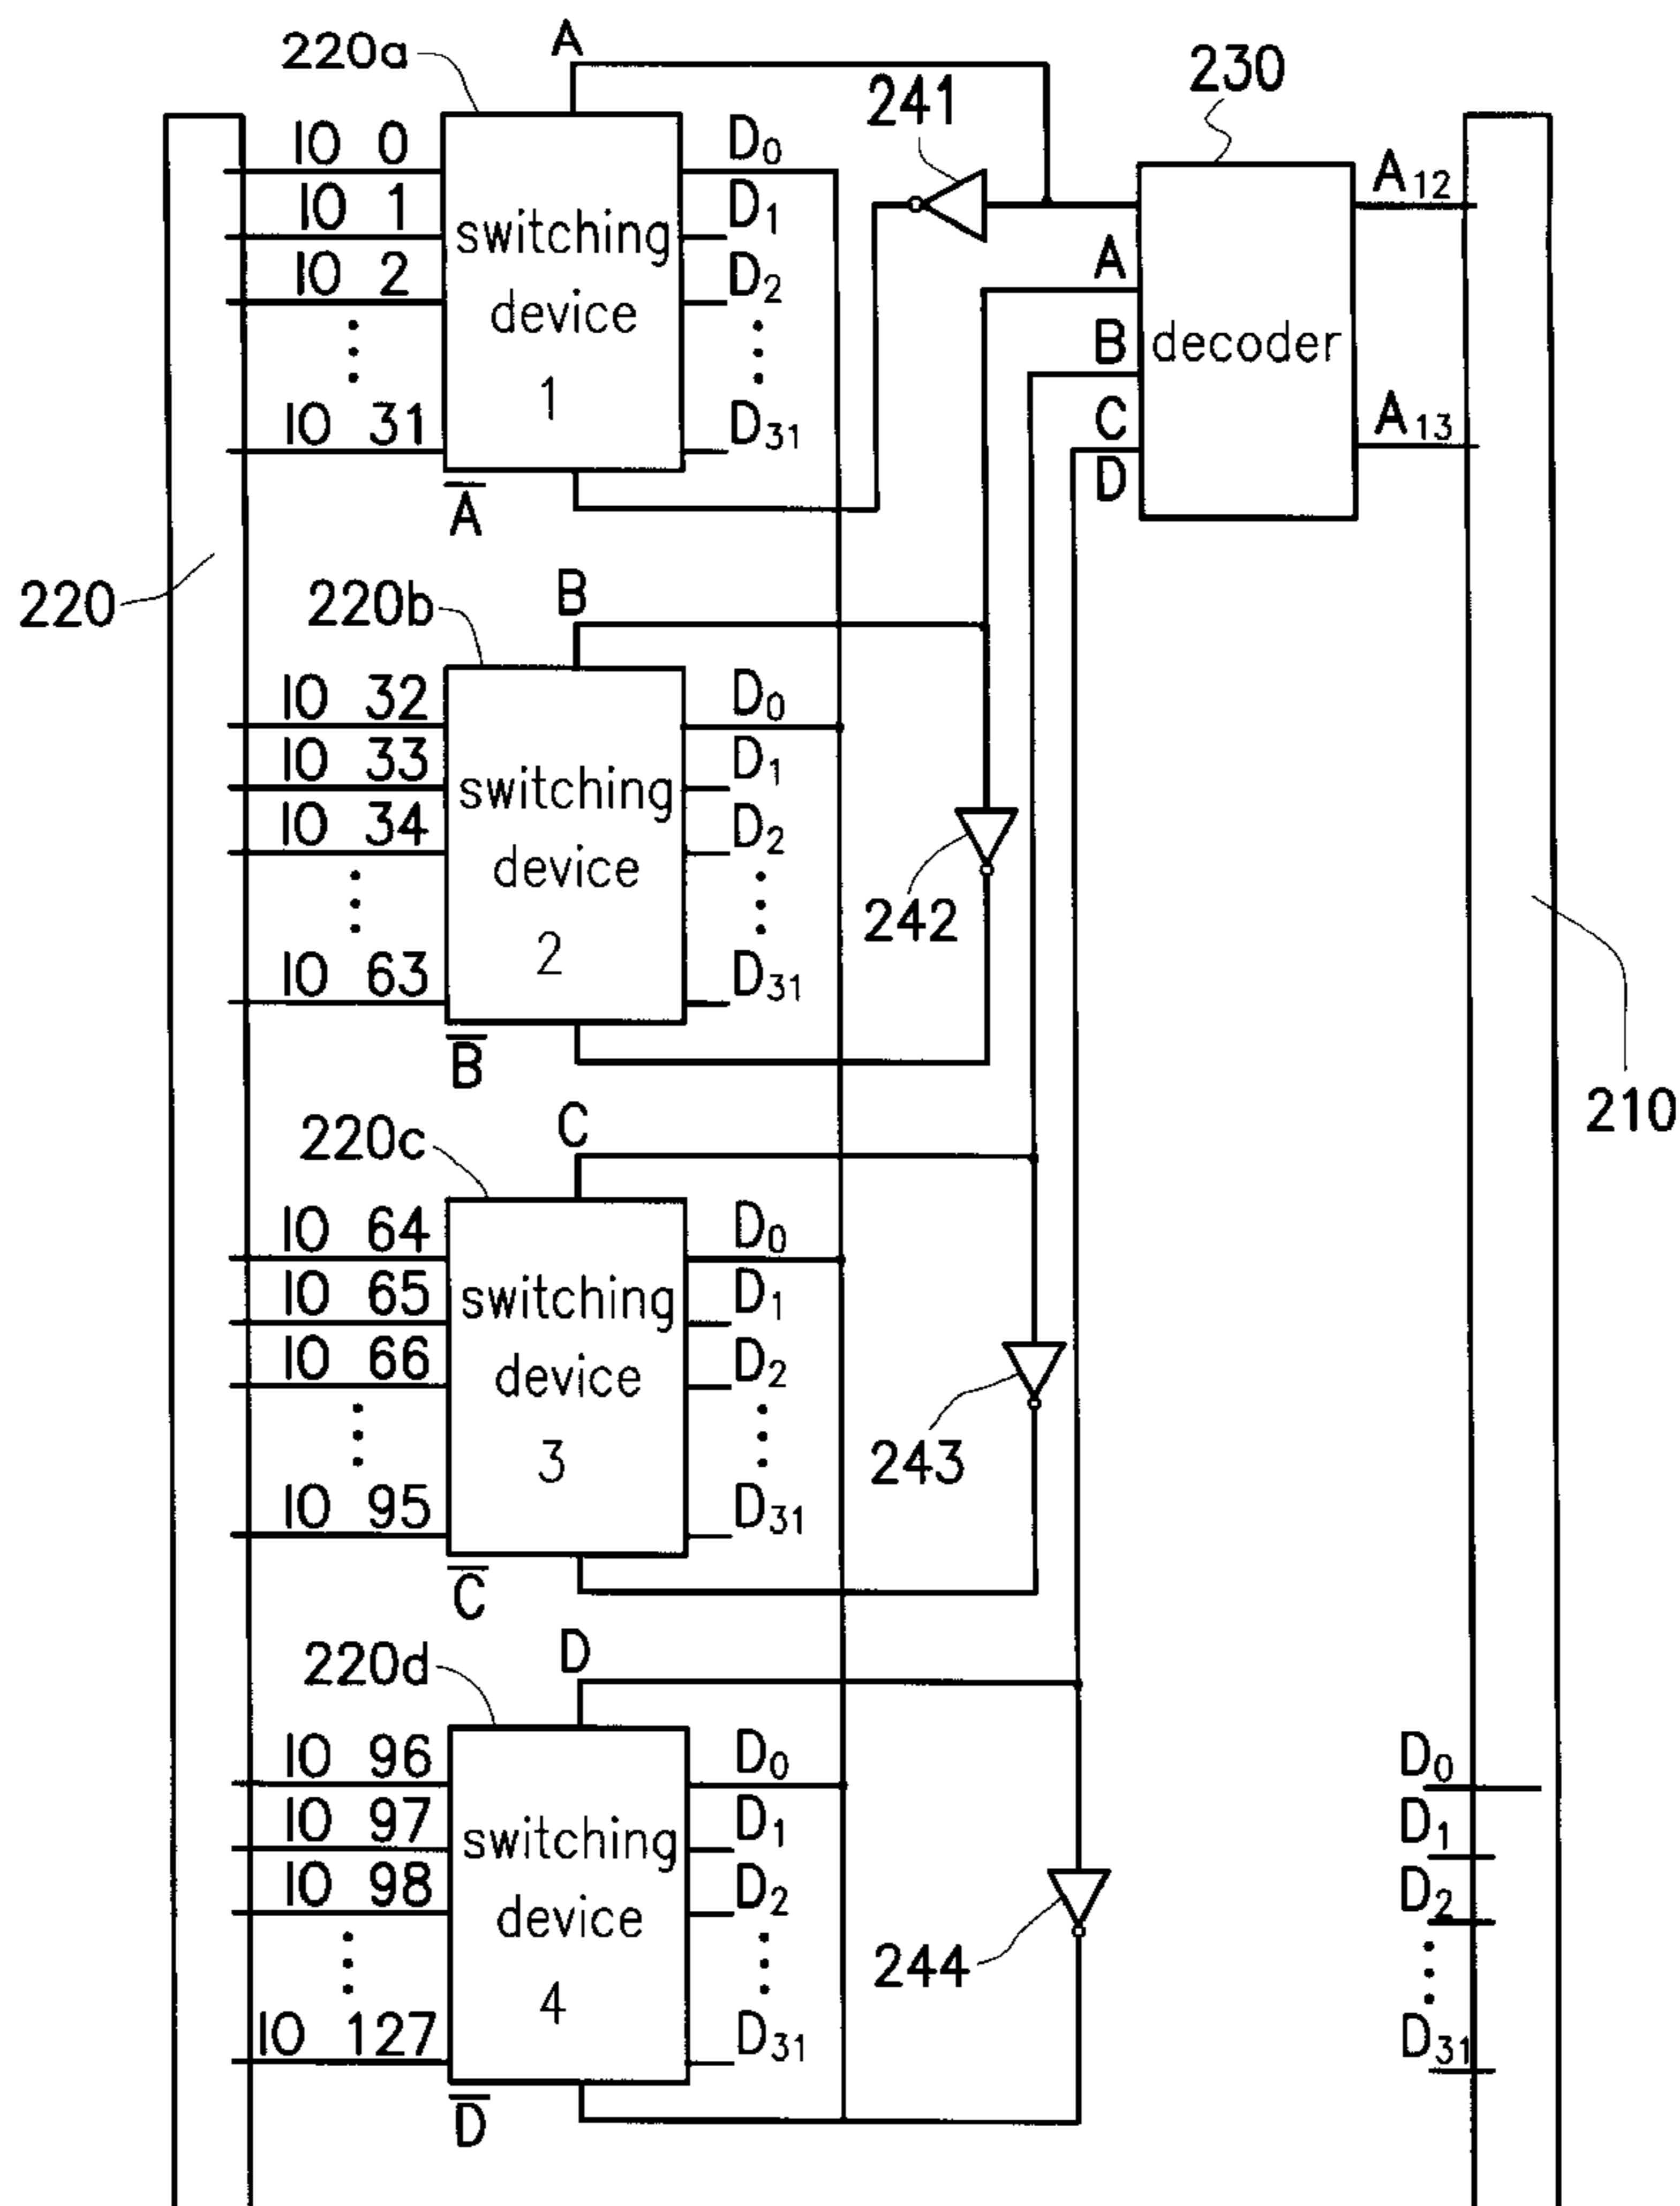 220a
A
230
241
IO 0
D0
A12
IO 1
switching
D1
A
IO 2
device
D2
B
decoder
1
C
A13
IO 31
D31
D
A̅
220
220b
B
IO 32
D0
IO 33
switching
D1
IO 34
device
D2
242
2
IO 63
D31
B̅
210
220c
C
IO 64
D0
IO 65
switching
D1
IO 66
device
D2
3
243
IO 95
D31
C̅
220d
D
IO 96
D0
D0
IO 97
switching
D1
D1
IO 98
device
D2
D2
244
4
IO 127
D31
D31
D̅